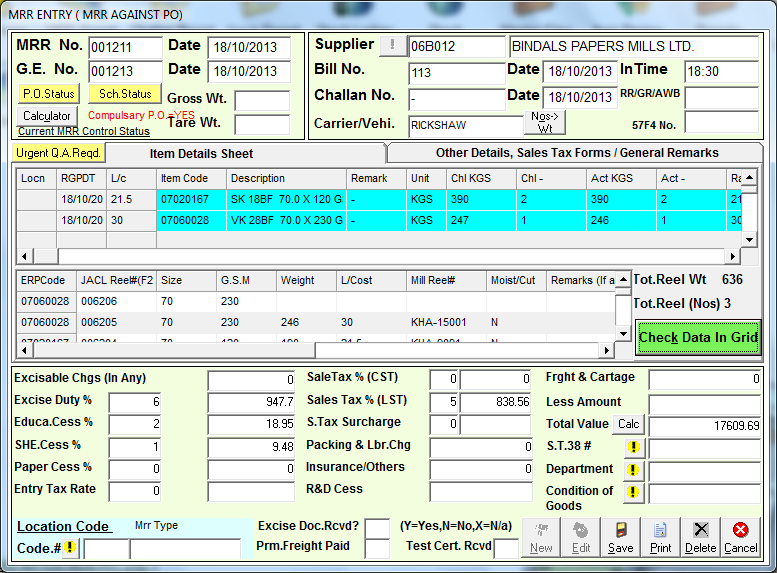 MRR ENTRY ( MRR AGAINST PO)
MRR No. 001211 Date 18/10/2013
G.E. No. 001213 Date 18/10/2013
P.O.Status Sch.Status Gross Wt.
Calculator Compulsary P.O.=YES Tare Wt.
Current MRR Control Status
Supplier ! 06B012 BINDALS PAPERS MILLS LTD.
Bill No. 113 Date 18/10/2013 In Time 18:30
Challan No. - Date 18/10/2013 RR/GR/AWB
Carrier/Vehi. RICKSHAW Nos-> Wt 57F4 No.
Urgent Q.A.Reqd. Item Details Sheet Other Details, Sales Tax Forms / General Remarks
Locn RGPDT L/c Item Code Description Remark Unit Chl KGS Chl - Act KGS Act - Ra
18/10/20 21.5 07020167 SK 18BF 70.0 X 120 G - KGS 390 2 390 2 21
18/10/20 30 07060028 VK 28BF 70.0 X 230 G - KGS 247 1 246 1 30
ERPCode JACL Reel#(F2 Size G.S.M Weight L/Cost Mill Reel# Moist/Cut Remarks (If a
07060028 006206 70 230
07060028 006205 70 230 246 30 KHA-15001 N
Tot.Reel Wt 636
Tot.Reel (Nos) 3
Check Data In Grid
Excisable Chgs (In Any) 0 SaleTax % (CST) 0 0 Frght & Cartage 0
Excise Duty % 6 947.7 Sales Tax % (LST) 5 838.56 Less Amount
Educa.Cess % 2 18.95 S.Tax Surcharge 0 Total Value Calc 17609.69
SHE.Cess % 1 9.48 Packing & Lbr.Chg 0 S.T.38 # !
Paper Cess % 0 0 Insurance/Others 0 Department !
Entry Tax Rate 0 0 R&D Cess 0 Condition of Goods !
Location Code Mrr Type Excise Doc.Rcvd? (Y=Yes,N=No,X=N/a)
Code.# ! Prm.Freight Paid Test Cert. Rcvd
New Edit Save Print Delete Cancel